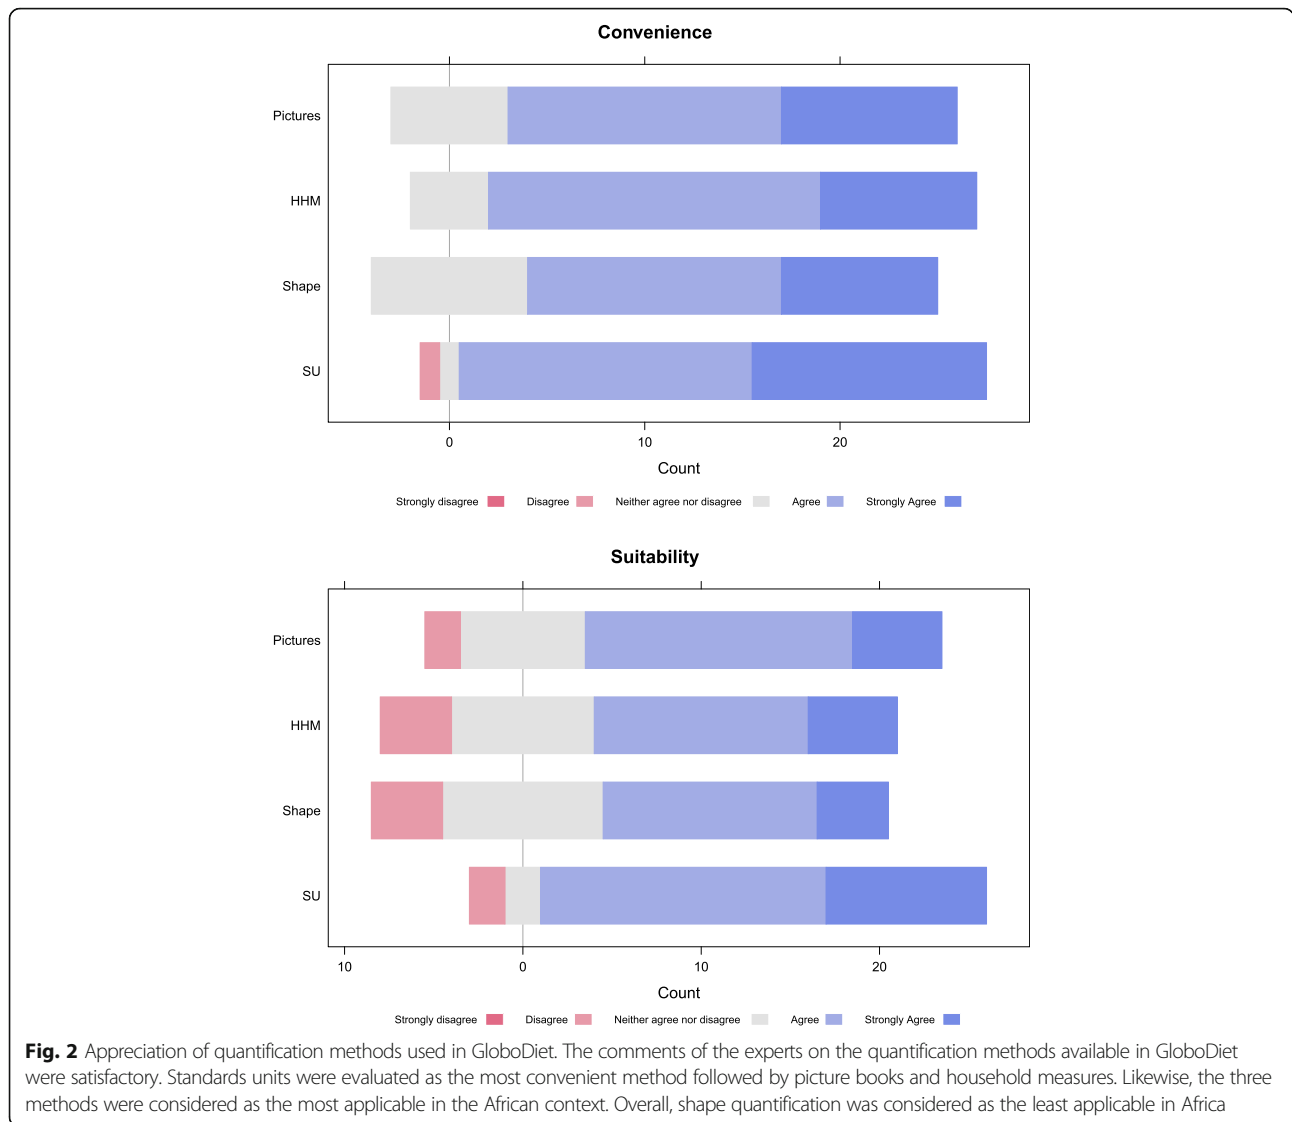 Convenience
Pictures
HHM
Shape
SU
0 10 20
Count
Strongly disagree Disagree Neither agree nor disagree Agree Strongly Agree
Suitability
Pictures
HHM
Shape
SU
10 0 10 20
Count
Strongly disagree Disagree Neither agree nor disagree Agree Strongly Agree
Fig. 2 Appreciation of quantification methods used in GloboDiet. The comments of the experts on the quantification methods available in GloboDiet
were satisfactory. Standards units were evaluated as the most convenient method followed by picture books and household measures. Likewise, the three
methods were considered as the most applicable in the African context. Overall, shape quantification was considered as the least applicable in Africa